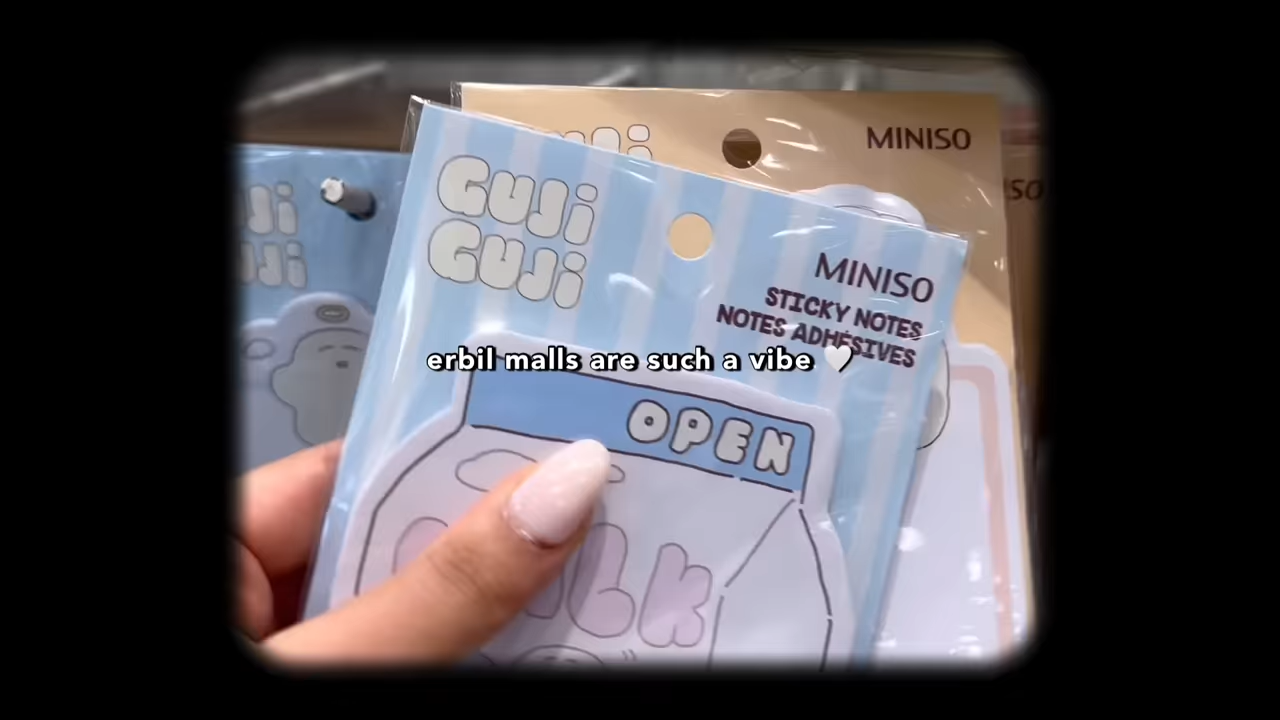 MINISO
GUJI
GUJI
MINISO
STICKY NOTES
NOTES ADHÉSIVES
erbil malls are such a vibe 🤍
OPEN